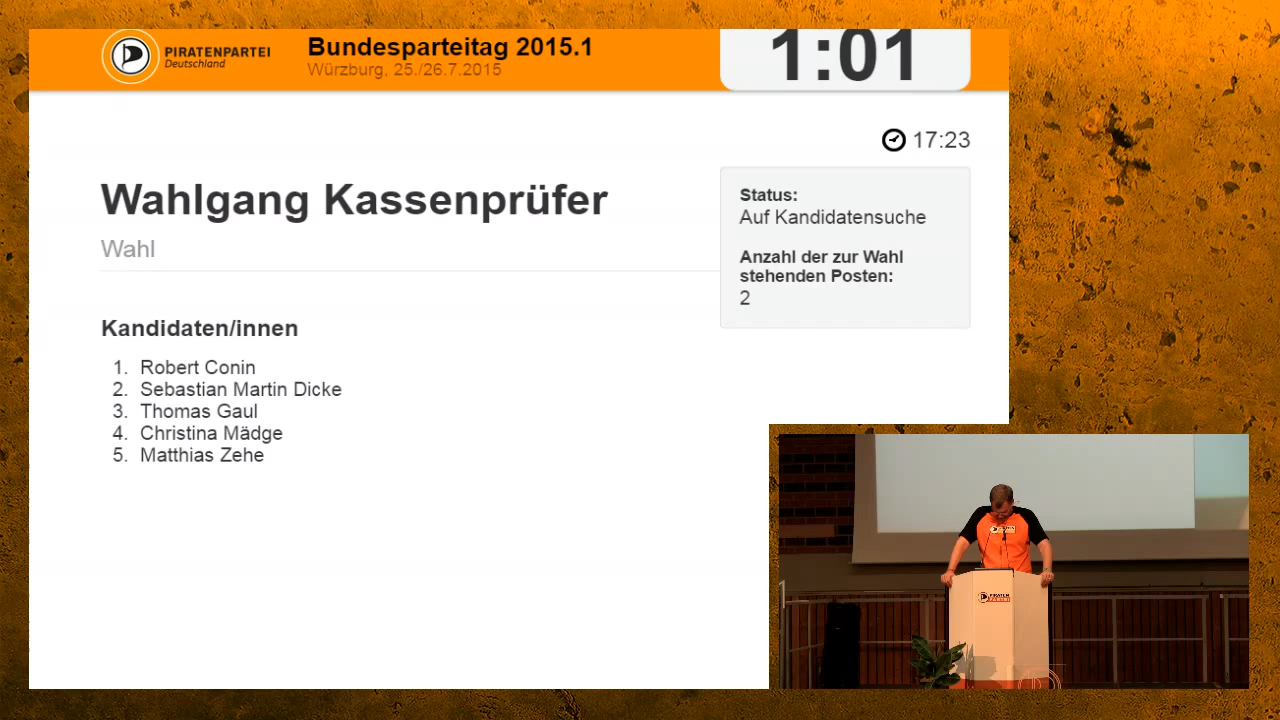 PIRATENPARTEI
Deutschland
Bundesparteitag 2015.1
Würzburg, 25./26.7.2015
1:01
17:23
Wahlgang Kassenprüfer
Wahl
Status:
Auf Kandidatensuche
Anzahl der zur Wahl
stehenden Posten:
2
Kandidaten/innen
1. Robert Conin
2. Sebastian Martin Dicke
3. Thomas Gaul
4. Christina Mädge
5. Matthias Zehe
PIRATEN